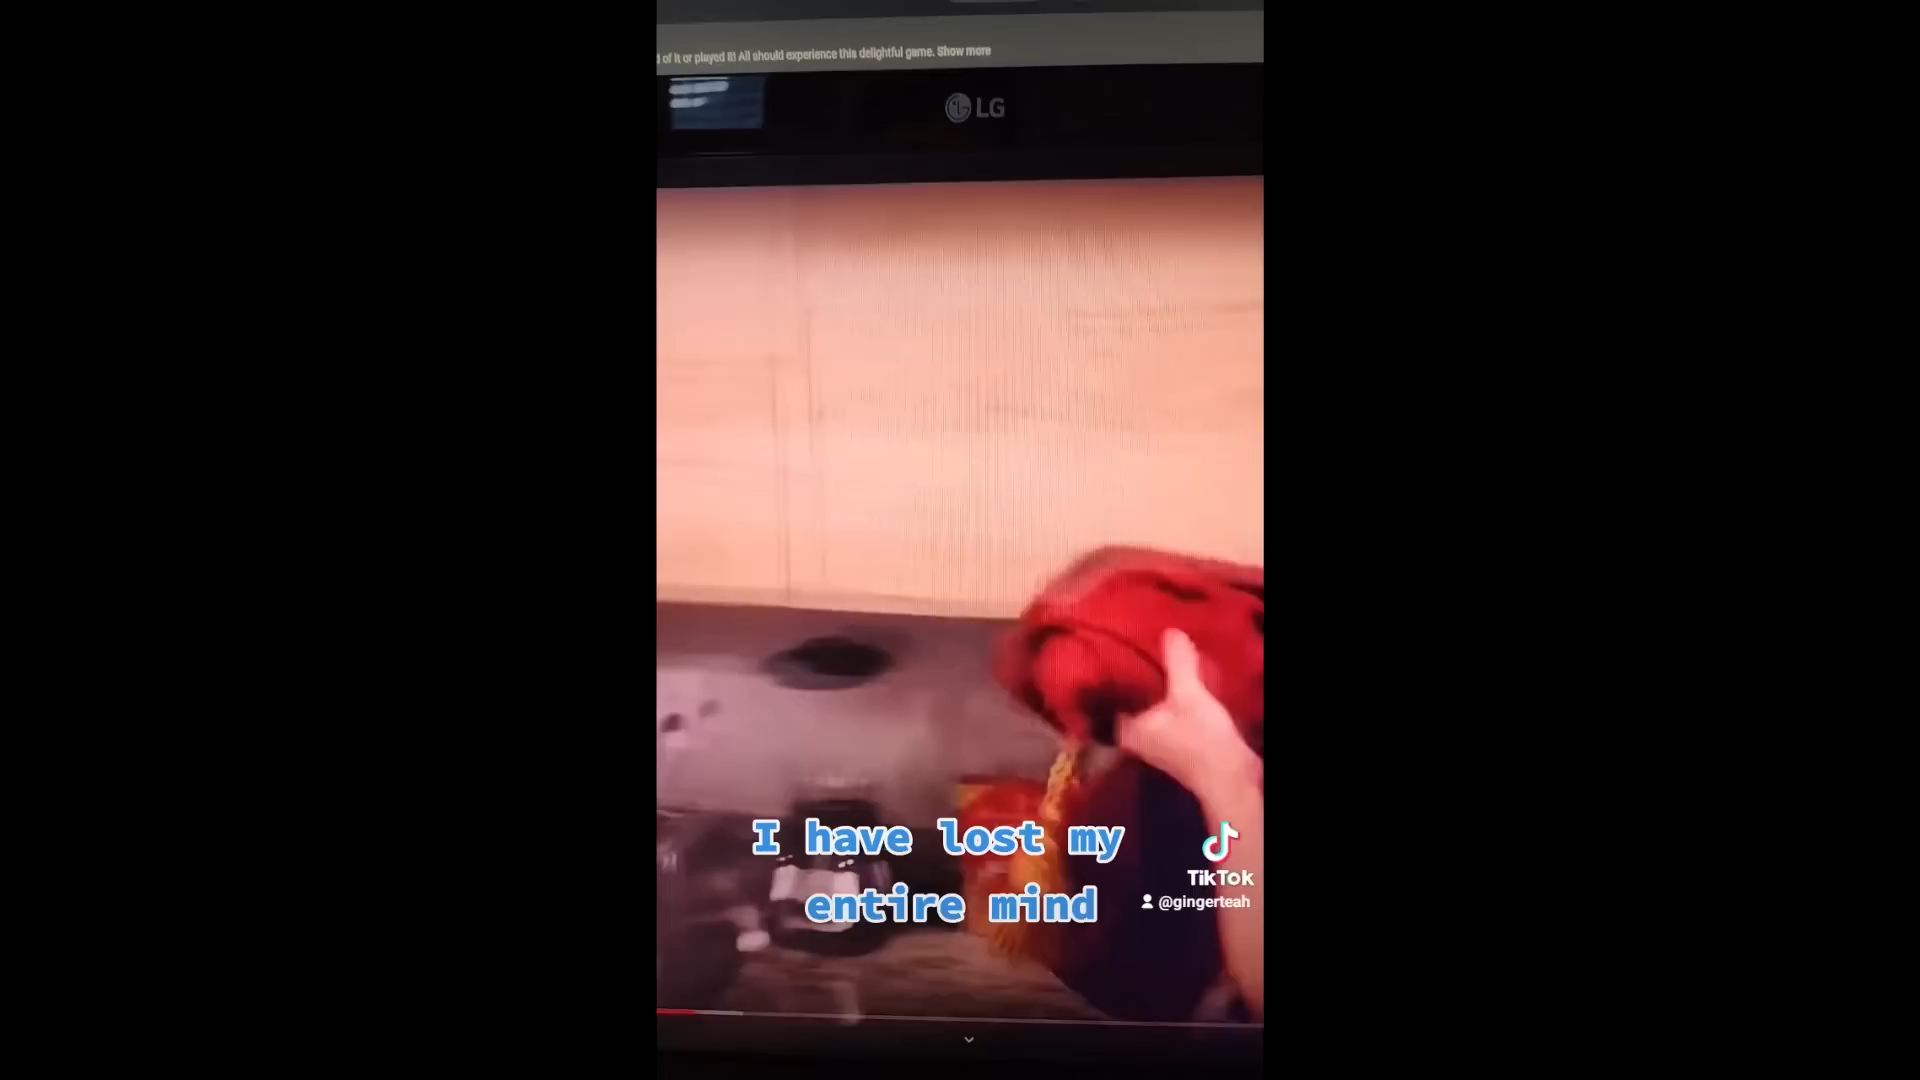 of it or played it! All should experience this delightful game. Show more
LG
I have lost my
entire mind
TikTok
@gingerteah